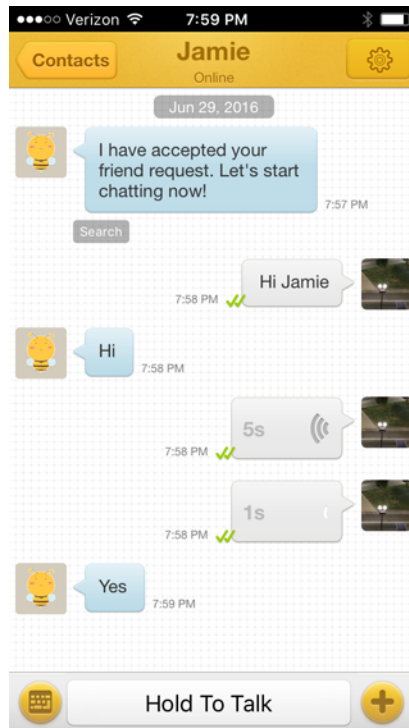 Verizon 7:59 PM
Contacts Jamie
Online
Jun 29, 2016
I have accepted your
friend request. Let's start
chatting now!
7:57 PM
Search
Hi Jamie
7:58 PM
Hi
7:58 PM
5s
7:58 PM
1s
7:58 PM
Yes
7:59 PM
Hold To Talk